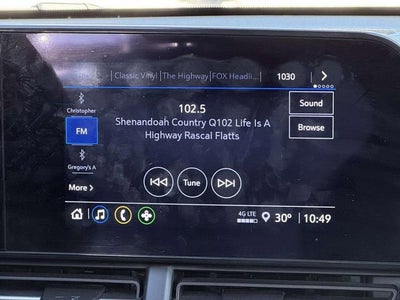 Classic Vinyl
The Highway
FOX Headli...
1030
Christopher
FM
Gregory's A
More >
102.5
Shenandoah Country Q102 Life Is A
Highway Rascal Flatts
Sound
Browse
Tune
4G LTE
30°
10:49